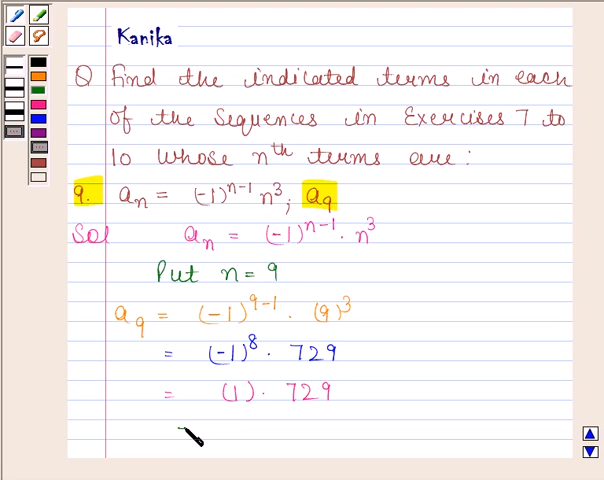 Kanika
Q Find the indicated terms in each
of the Sequences in Exercises 7 to
10 whose nᵗʰ terms are:
9. aₙ = (-1)ⁿ⁻¹ n³; a₉
Sol aₙ = (-1)ⁿ⁻¹ · n³
Put n = 9
a₉ = (-1)⁹⁻¹ · (9)³
= (-1)⁸ · 729
= (1) · 729